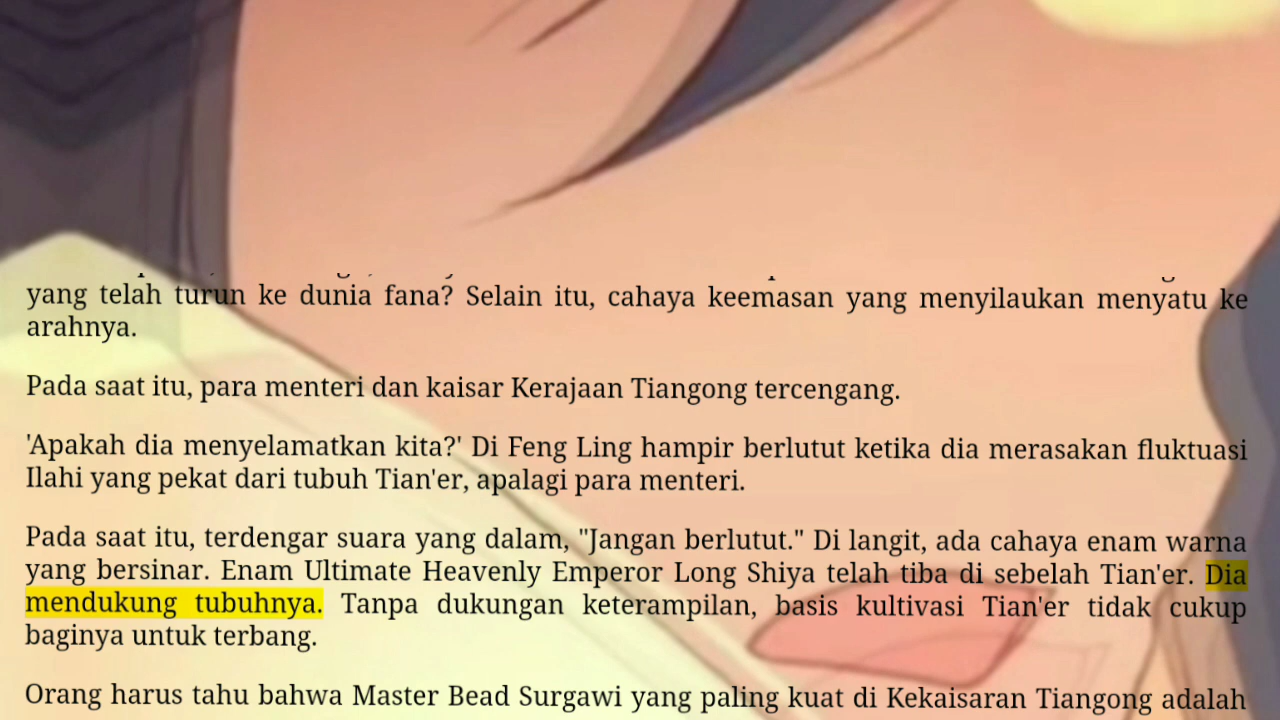 yang telah turun ke dunia fana? Selain itu, cahaya keemasan yang menyilaukan menyatu ke
arahnya.
Pada saat itu, para menteri dan kaisar Kerajaan Tiangong tercengang.
'Apakah dia menyelamatkan kita?' Di Feng Ling hampir berlutut ketika dia merasakan fluktuasi
Ilahi yang pekat dari tubuh Tian'er, apalagi para menteri.
Pada saat itu, terdengar suara yang dalam, "Jangan berlutut." Di langit, ada cahaya enam warna
yang bersinar. Enam Ultimate Heavenly Emperor Long Shiya telah tiba di sebelah Tian'er. Dia
mendukung tubuhnya. Tanpa dukungan keterampilan, basis kultivasi Tian'er tidak cukup
baginya untuk terbang.
Orang harus tahu bahwa Master Bead Surgawi yang paling kuat di Kekaisaran Tiangong adalah